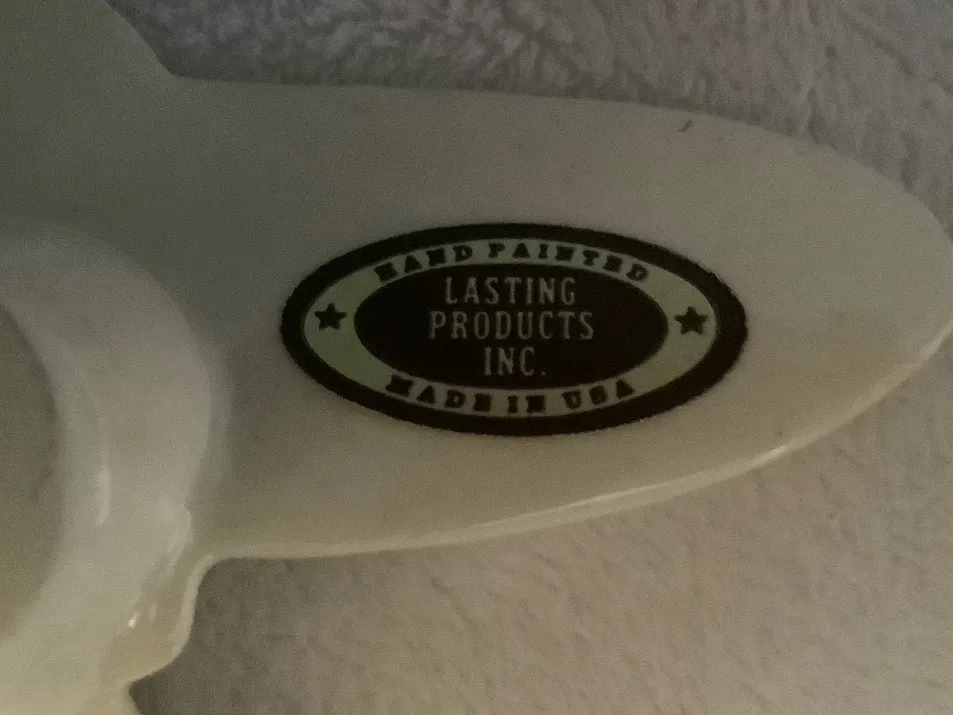 HAND PAINTED
LASTING
PRODUCTS
INC.
MADE IN USA